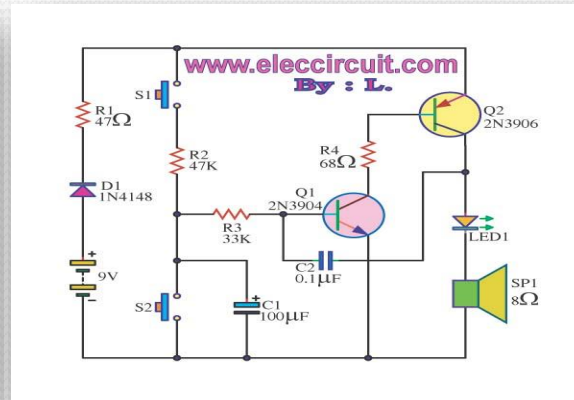 www.eleccircuit.com
By : L.
S1
R1
47Ω
R2
47K
D1
1N4148
9V
+
−
S2
R3
33K
C1
100µF
+
C2
0.1µF
Q1
2N3904
R4
68Ω
Q2
2N3906
LED1
SP1
8Ω